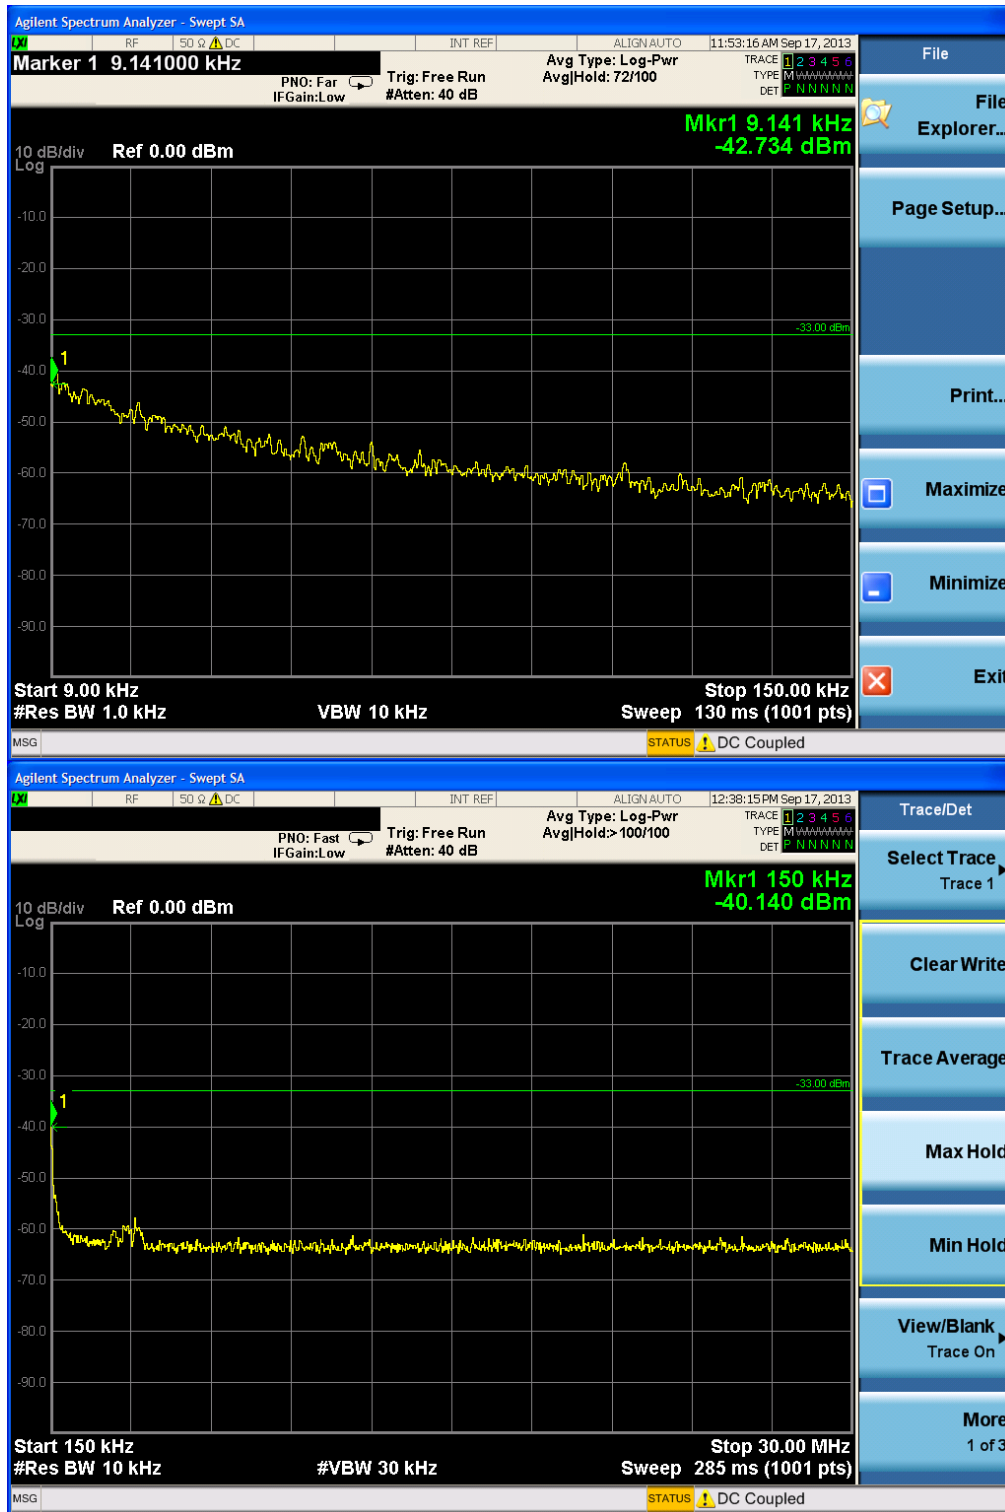 Agilent Spectrum Analyzer - Swept SA
LXI RF 50 Ω DC INT REF ALIGNAUTO 11:53:16 AM Sep 17, 2013
Marker 1 9.141000 kHz
PNO: Far
IFGain:Low
Trig: Free Run
#Atten: 40 dB
Avg Type: Log-Pwr
Avg|Hold: 72/100
TRACE 1 2 3 4 5 6
TYPE M
DET P N N N N N
Mkr1 9.141 kHz
-42.734 dBm
10 dB/div Ref 0.00 dBm
Log
-10.0
-20.0
-30.0
-33.00 dBm
1
-40.0
-50.0
-60.0
-70.0
-80.0
-90.0
Start 9.00 kHz Stop 150.00 kHz
#Res BW 1.0 kHz VBW 10 kHz Sweep 130 ms (1001 pts)
MSG STATUS DC Coupled
File
File
Explorer...
Page Setup...
Print...
Maximize
Minimize
Exit
Agilent Spectrum Analyzer - Swept SA
LXI RF 50 Ω DC INT REF ALIGNAUTO 12:38:15 PM Sep 17, 2013
PNO: Fast
IFGain:Low
Trig: Free Run
#Atten: 40 dB
Avg Type: Log-Pwr
Avg|Hold:>100/100
TRACE 1 2 3 4 5 6
TYPE M
DET P N N N N N
Mkr1 150 kHz
-40.140 dBm
10 dB/div Ref 0.00 dBm
Log
-10.0
-20.0
-30.0
-33.00 dBm
1
-40.0
-50.0
-60.0
-70.0
-80.0
-90.0
Start 150 kHz Stop 30.00 MHz
#Res BW 10 kHz #VBW 30 kHz Sweep 285 ms (1001 pts)
MSG STATUS DC Coupled
Trace/Det
Select Trace
Trace 1
Clear Write
Trace Average
Max Hold
Min Hold
View/Blank
Trace On
More
1 of 3